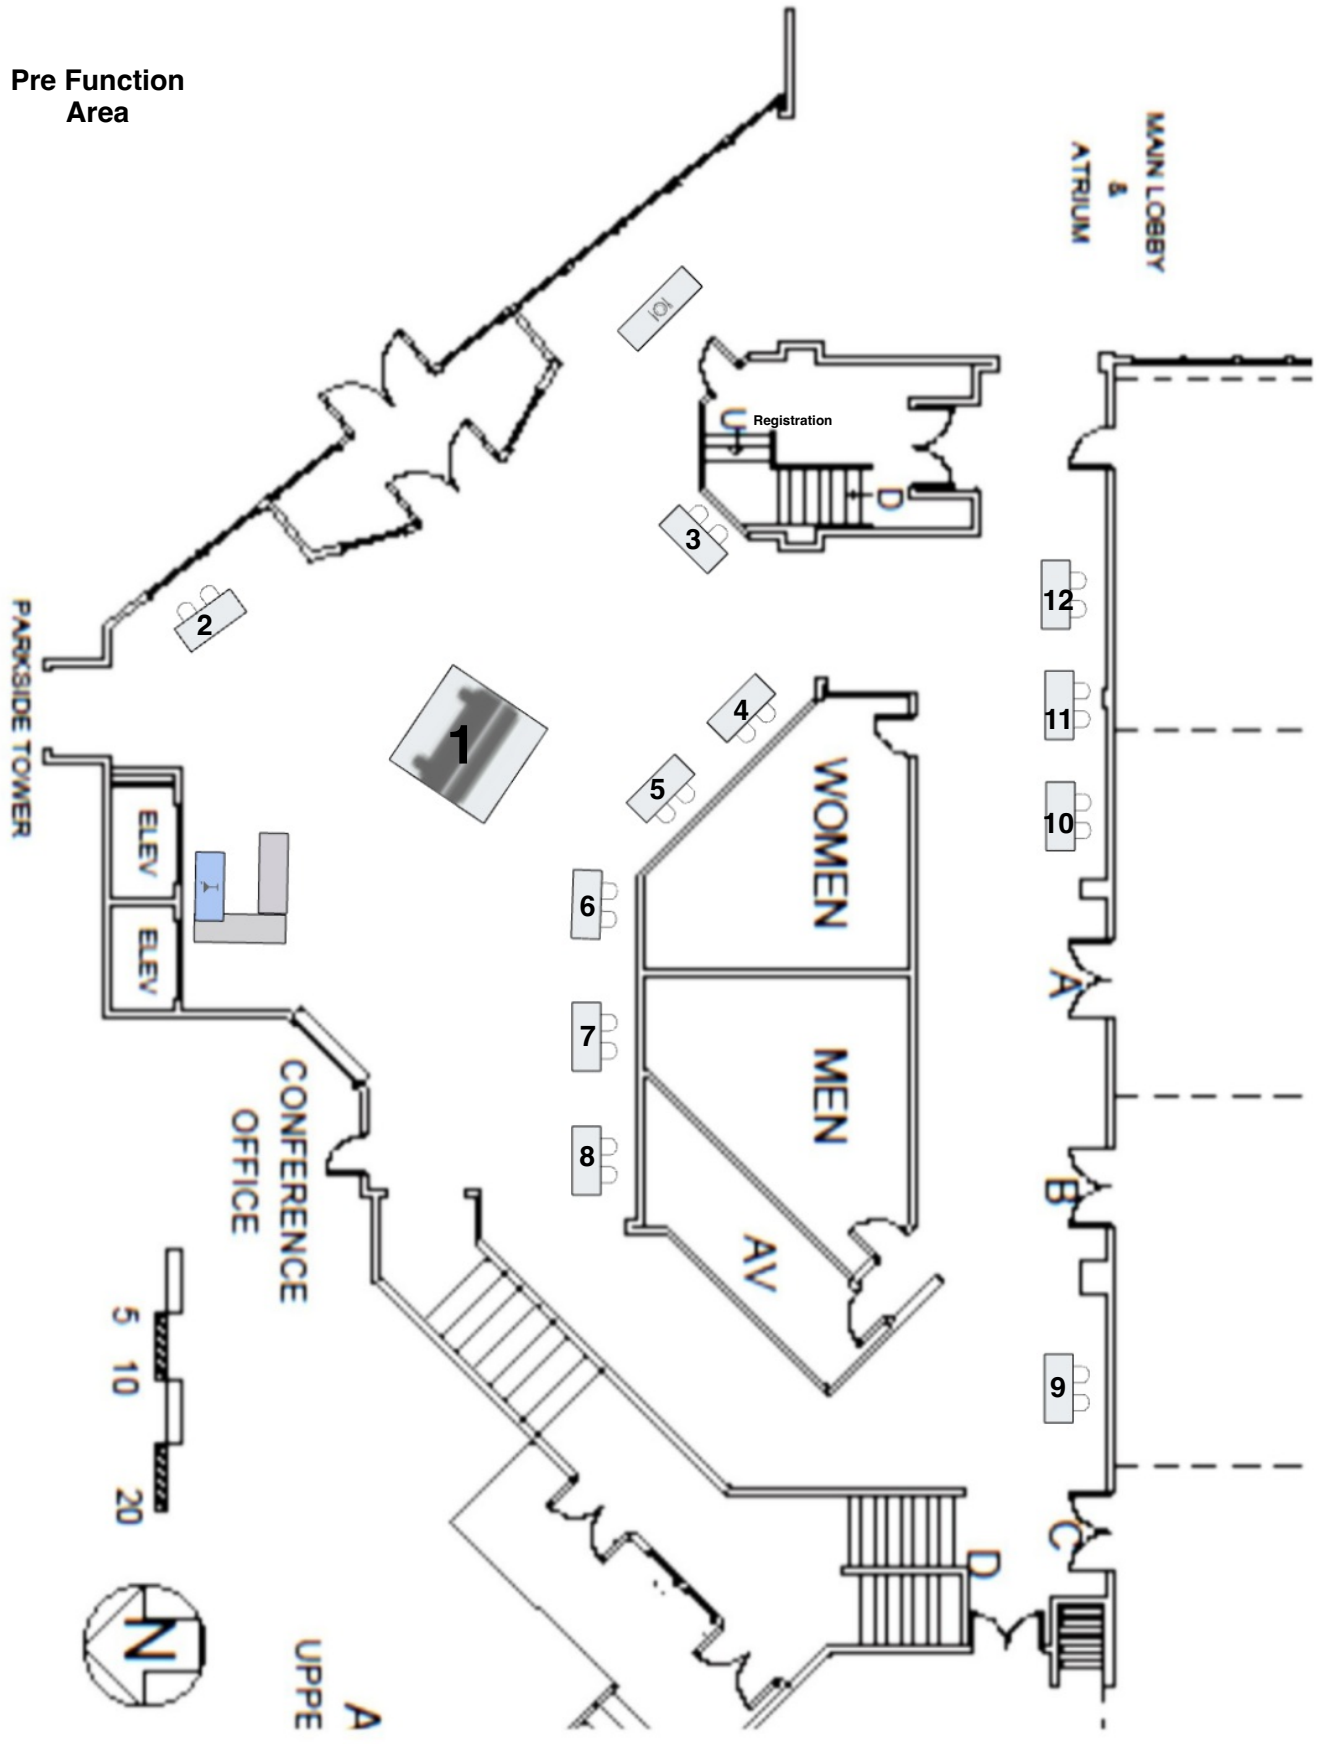 Pre Function
Area
MAIN LOBBY
&
ATRIUM
U
Registration
D
3
12
2
PARKSIDE TOWER
4
11
1
5
10
ELEV
WOMEN
6
ELEV
A
7
MEN
CONFERENCE
OFFICE
8
B
AV
5
10
20
9
C
D
N
UPPE
A